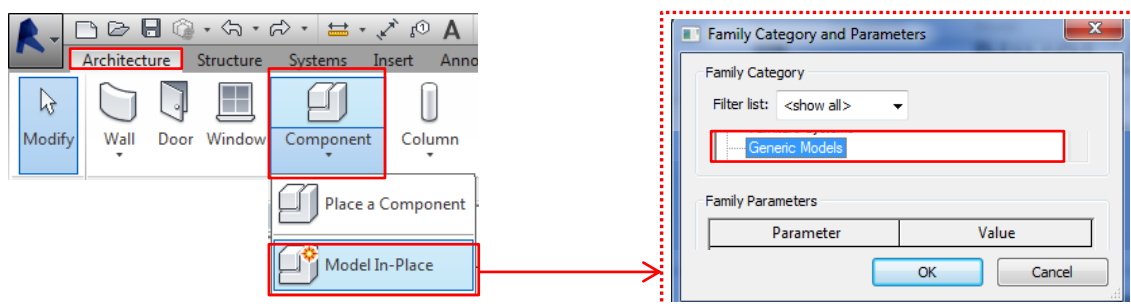 A
Architecture Structure Systems Insert Anno
Modify Wall Door Window Component Column
Place a Component
Model In-Place
Family Category and Parameters
Family Category
Filter list: <show all>
Generic Models
Family Parameters
Parameter Value
OK Cancel